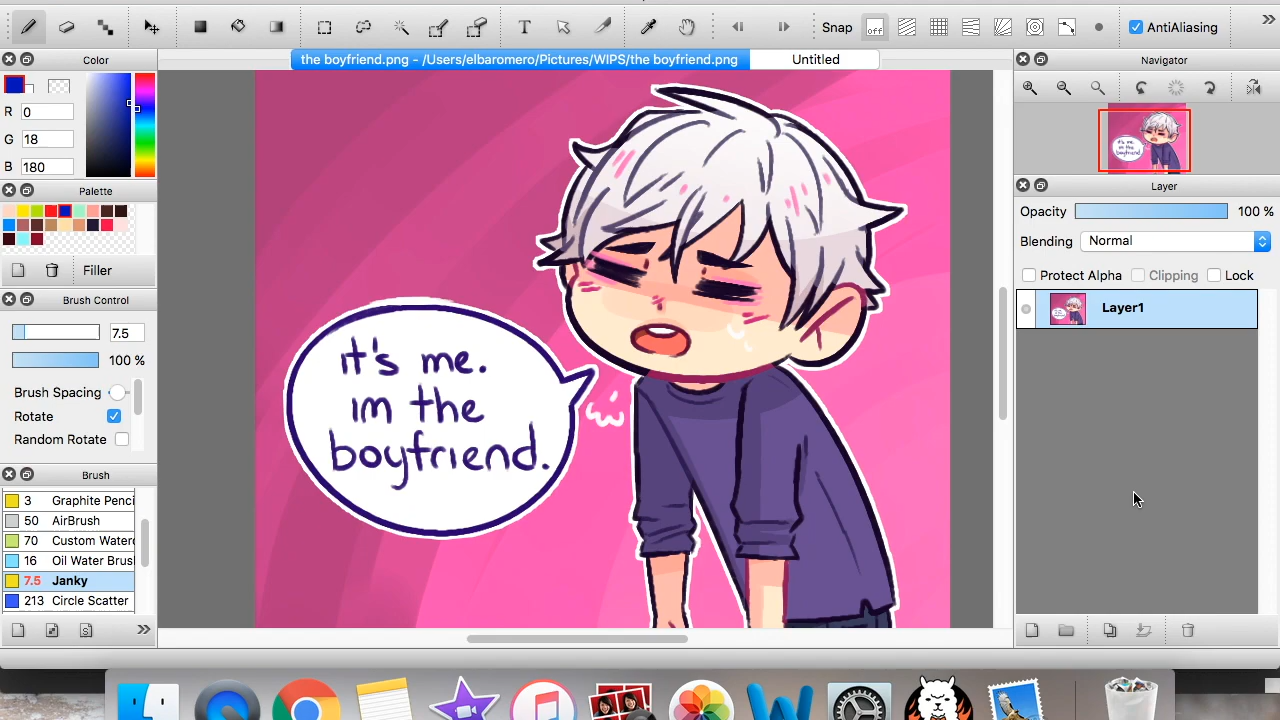 Snap
off
AntiAliasing
Color
the boyfriend.png - /Users/elbaromero/Pictures/WIPS/the boyfriend.png
Untitled
Navigator
R 0
G 18
B 180
Palette
Filler
Brush Control
7.5
100 %
Brush Spacing
Rotate
Random Rotate
Brush
3 Graphite Penci
50 AirBrush
70 Custom Water
16 Oil Water Brus
7.5 Janky
213 Circle Scatter
it's me.
im the
boyfriend.
Layer
Opacity 100 %
Blending Normal
Protect Alpha Clipping Lock
Layer1